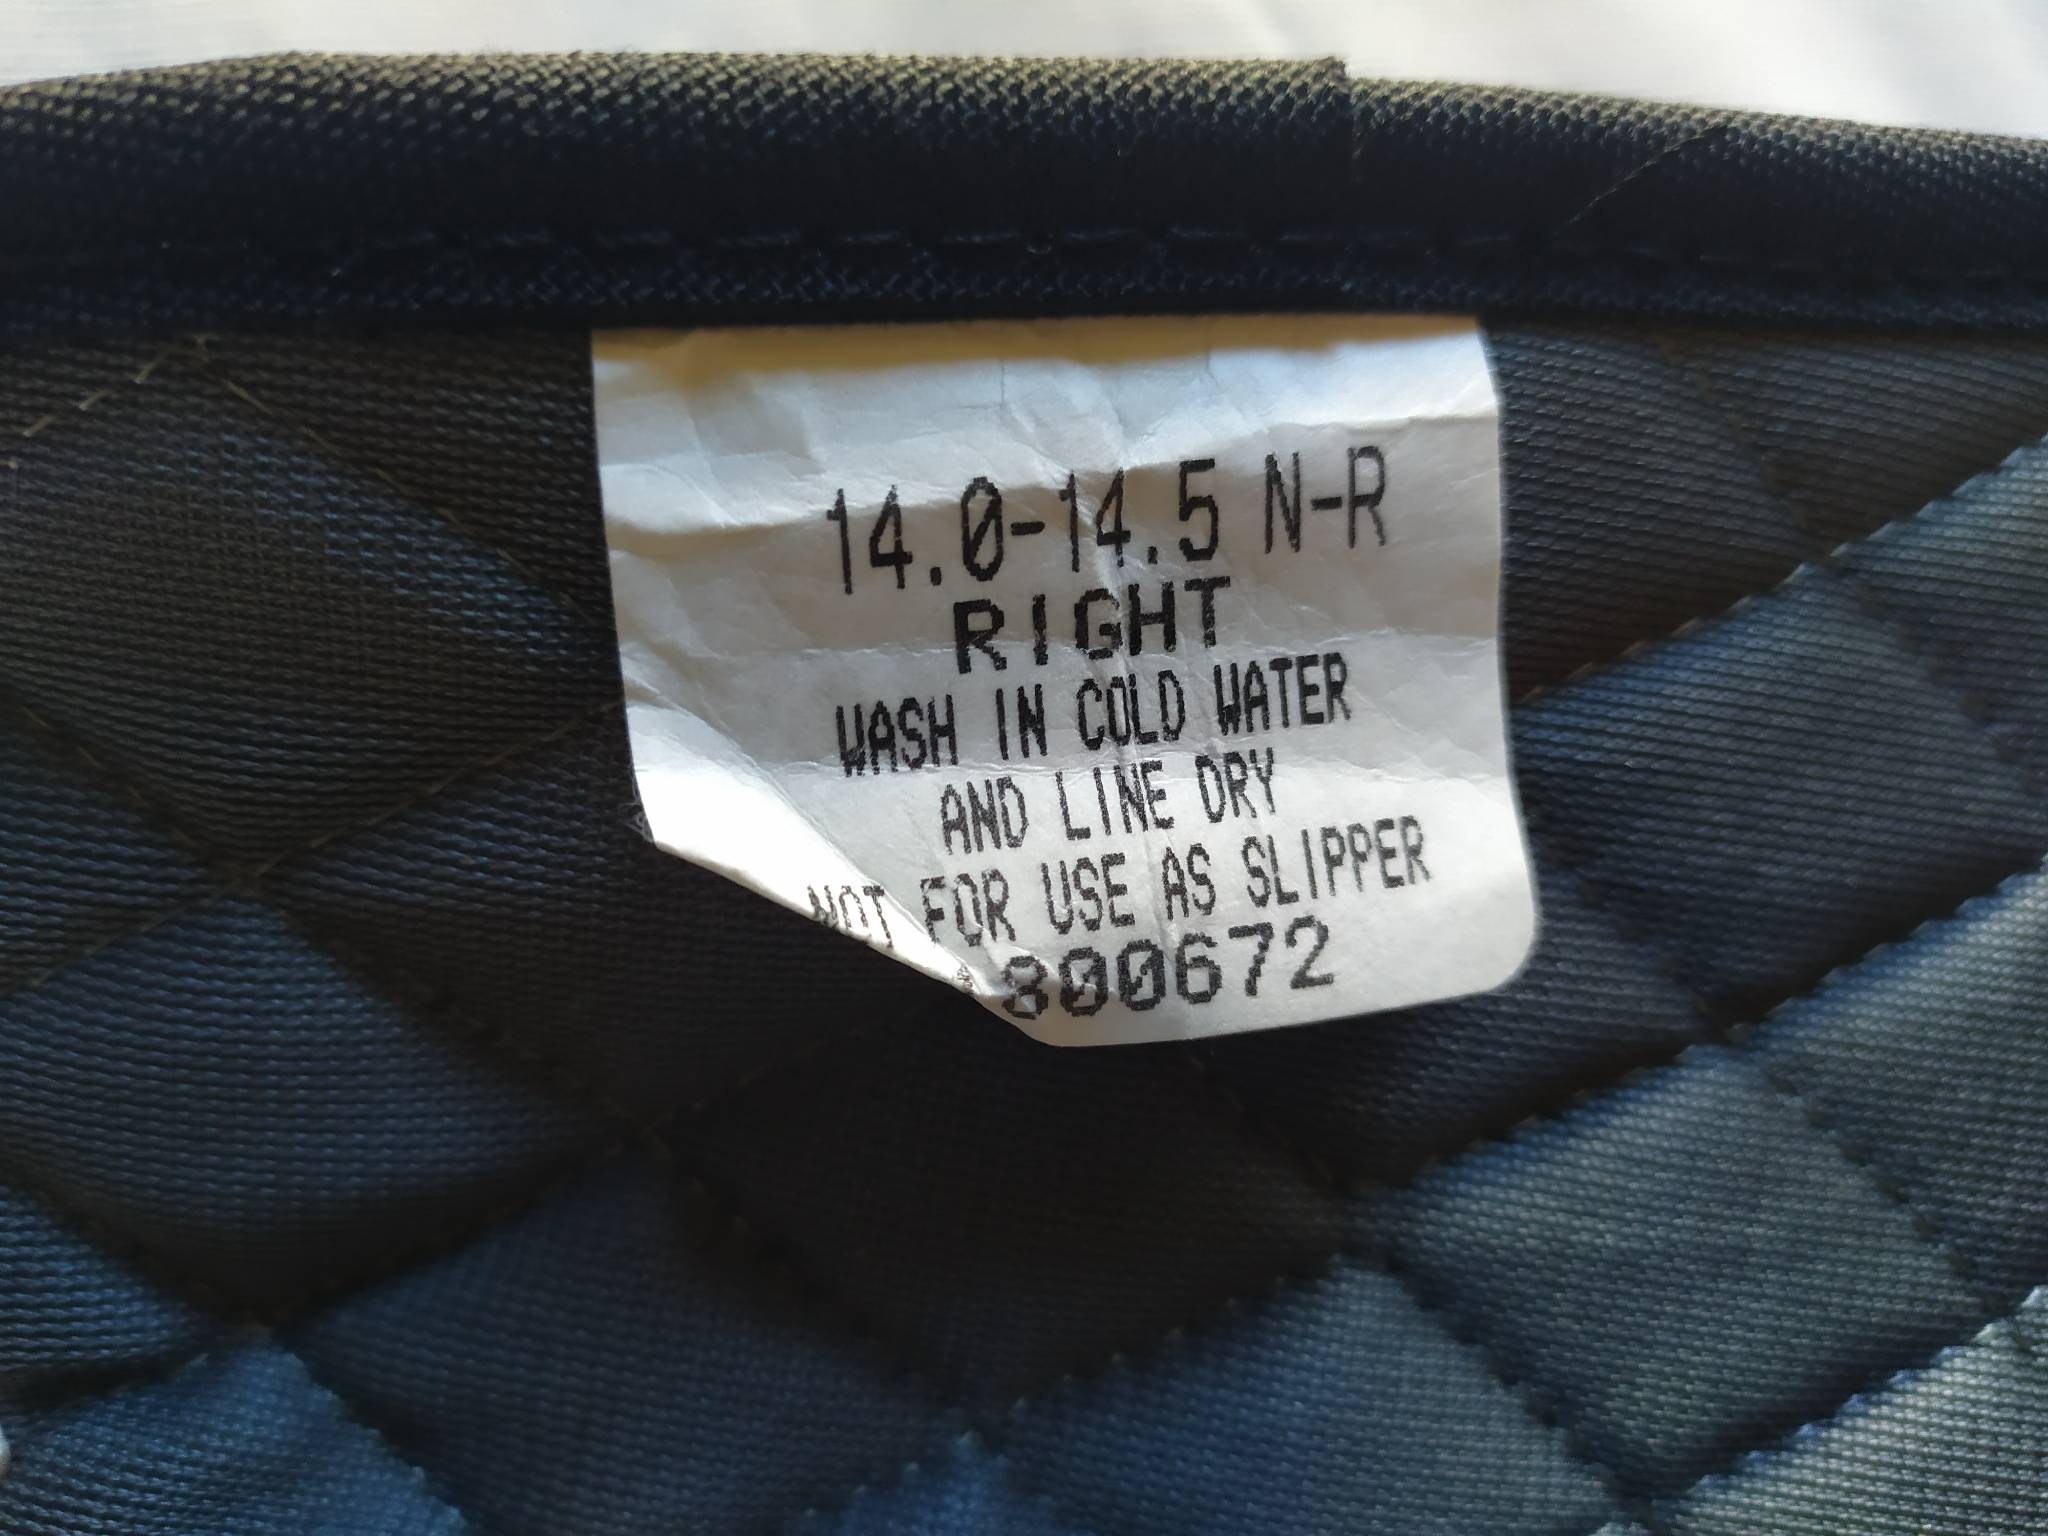 14.0-14.5 N-R
RIGHT
WASH IN COLD WATER
AND LINE DRY
NOT FOR USE AS SLIPPER
800672